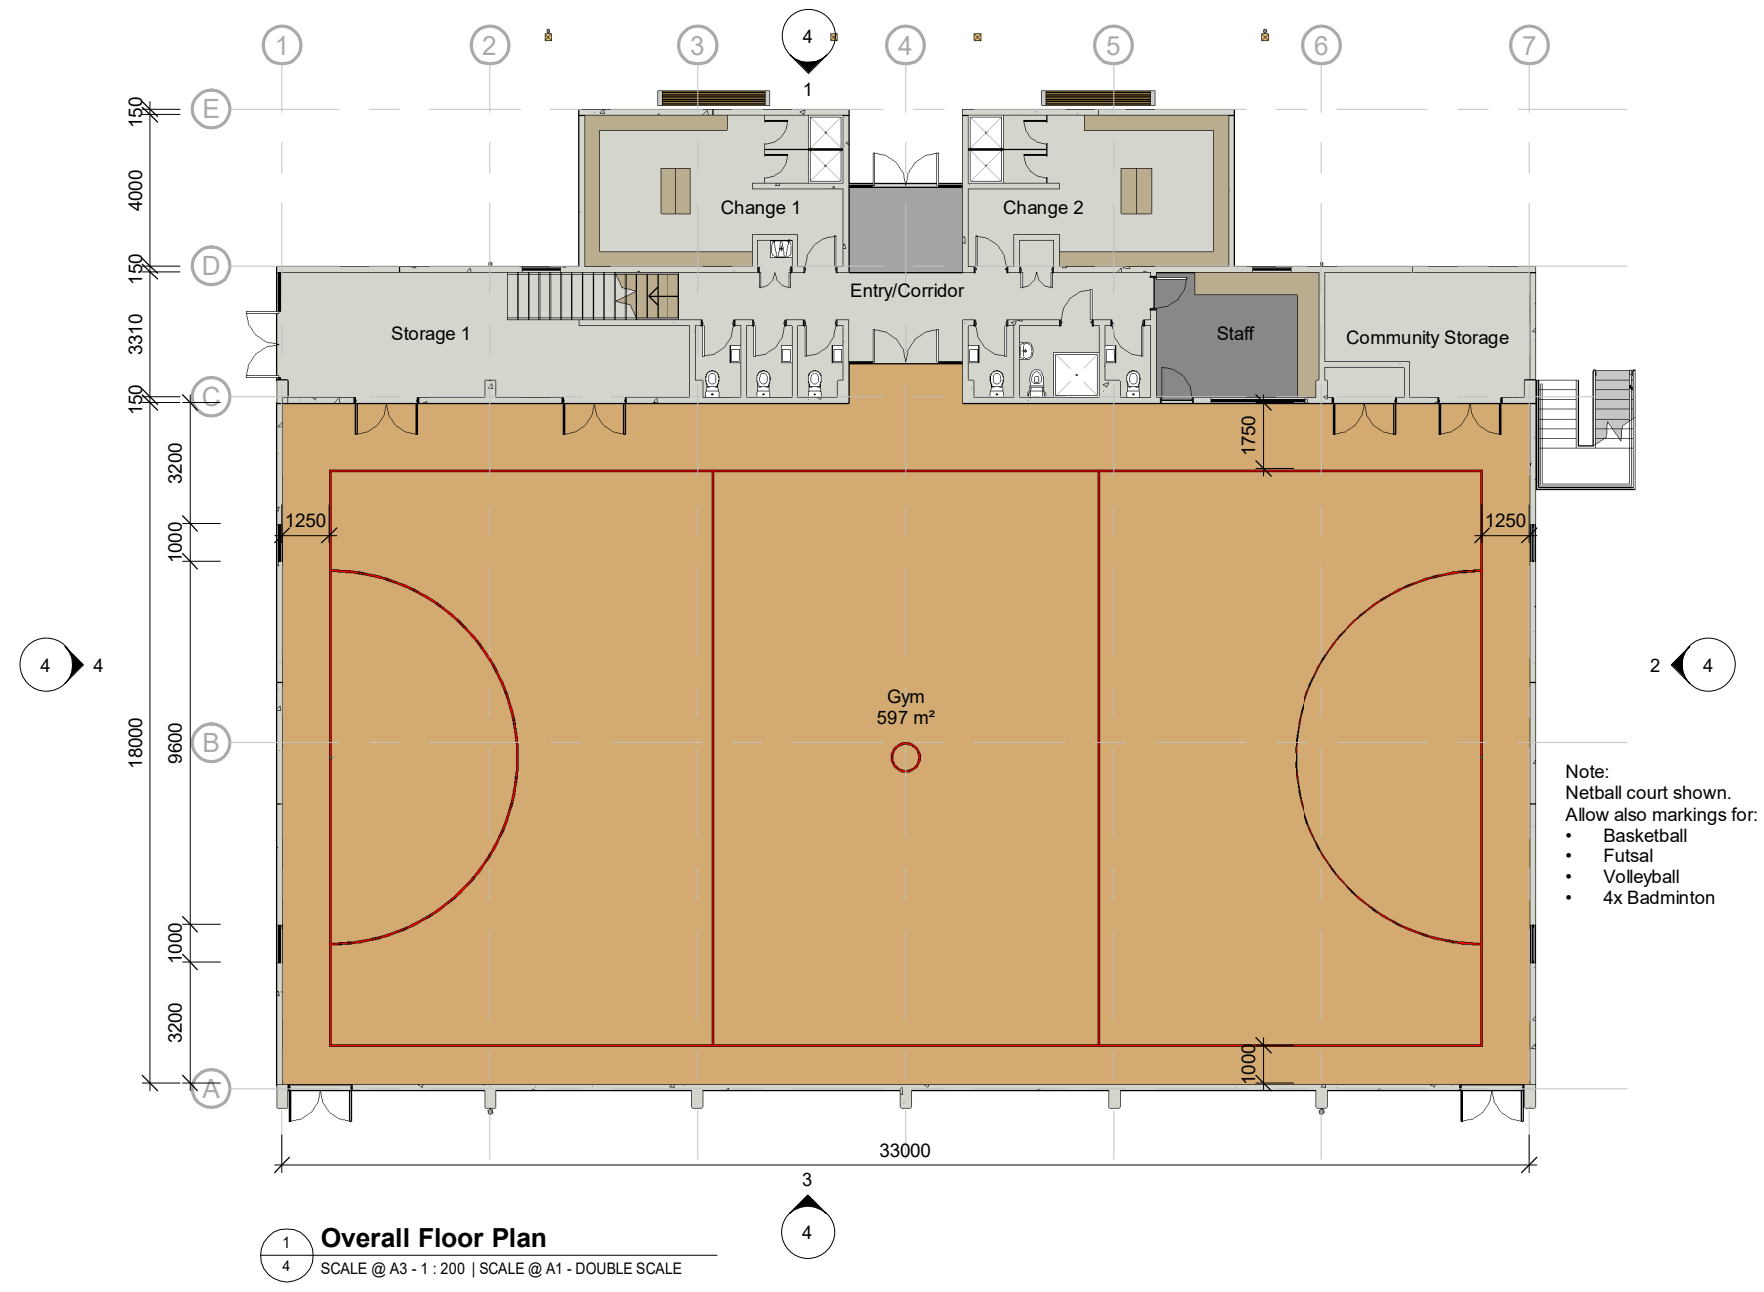 1 2 3 4 5 6 7
4
1
E
D
C
B
A
150
4000
150
3310
150
18000
3200
1000
9600
1000
3200
Change 1
Change 2
Entry/Corridor
Storage 1
Staff
Community Storage
1750
1250
1250
Gym
597 m²
4 4
2 4
Note:
Netball court shown.
Allow also markings for:
• Basketball
• Futsal
• Volleyball
• 4x Badminton
1000
33000
3
4
1
4
Overall Floor Plan
SCALE @ A3 - 1 : 200 | SCALE @ A1 - DOUBLE SCALE